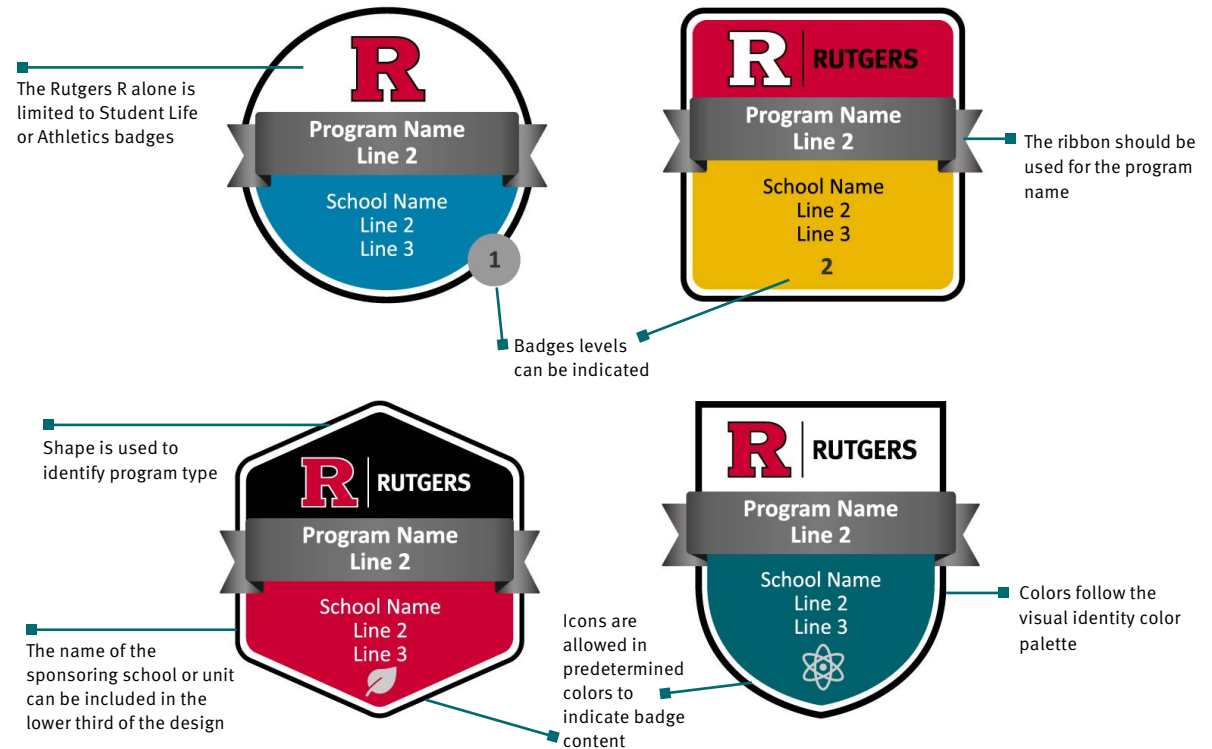 R
The Rutgers R alone is
limited to Student Life
or Athletics badges
Program Name
Line 2
School Name
Line 2
Line 3
1
R RUTGERS
Program Name
Line 2
School Name
Line 2
Line 3
2
The ribbon should be
used for the program
name
Badges levels
can be indicated
Shape is used to
identify program type
R RUTGERS
Program Name
Line 2
School Name
Line 2
Line 3
The name of the
sponsoring school or unit
can be included in the
lower third of the design
Icons are
allowed in
predetermined
colors to
indicate badge
content
R RUTGERS
Program Name
Line 2
School Name
Line 2
Line 3
Colors follow the
visual identity color
palette